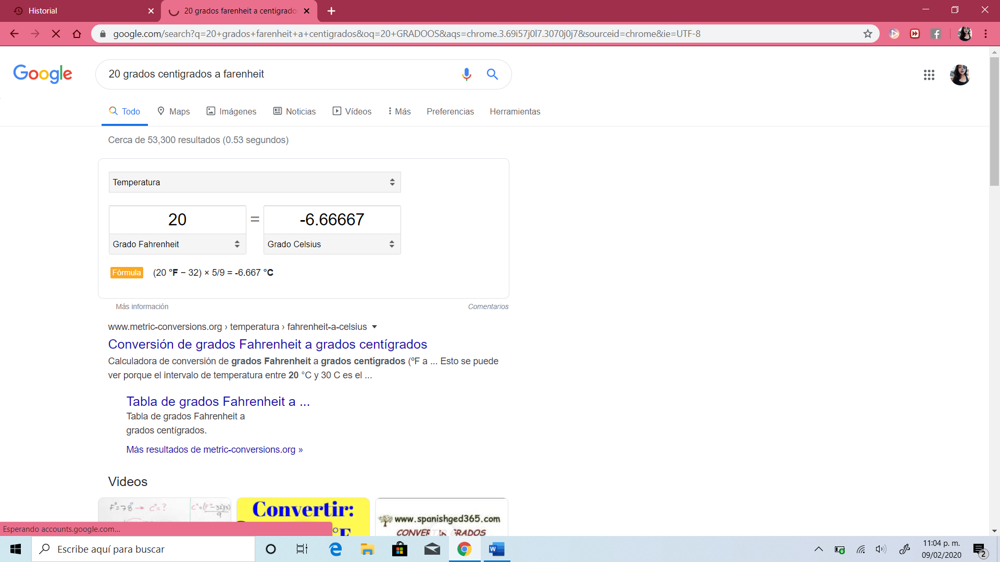 Historial
20 grados farenheit a centigrado
google.com/search?q=20+grados+farenheit+a+centigrados&oq=20+GRADOOS&aqs=chrome.3.69i57j0l7.3070j0j7&sourceid=chrome&ie=UTF-8
Google
20 grados centigrados a farenheit
Todo Maps Imágenes Noticias Vídeos Más Preferencias Herramientas
Cerca de 53,300 resultados (0.53 segundos)
Temperatura
20 = -6.66667
Grado Fahrenheit Grado Celsius
Fórmula (20 °F − 32) × 5/9 = -6.667 °C
Más información Comentarios
www.metric-conversions.org › temperatura › fahrenheit-a-celsius
Conversión de grados Fahrenheit a grados centígrados
Calculadora de conversión de grados Fahrenheit a grados centígrados (ºF a ... Esto se puede
ver porque el intervalo de temperatura entre 20 °C y 30 C es el ...
Tabla de grados Fahrenheit a ...
Tabla de grados Fahrenheit a
grados centígrados.
Más resultados de metric-conversions.org »
Videos
F°=78° → C°=? C°=(F°-32)(5)
9
Convertir:
°F
www.spanishged365.com
CONVERTIR GRADOS
Esperando accounts.google.com...
Escribe aquí para buscar
11:04 p. m.
09/02/2020
2